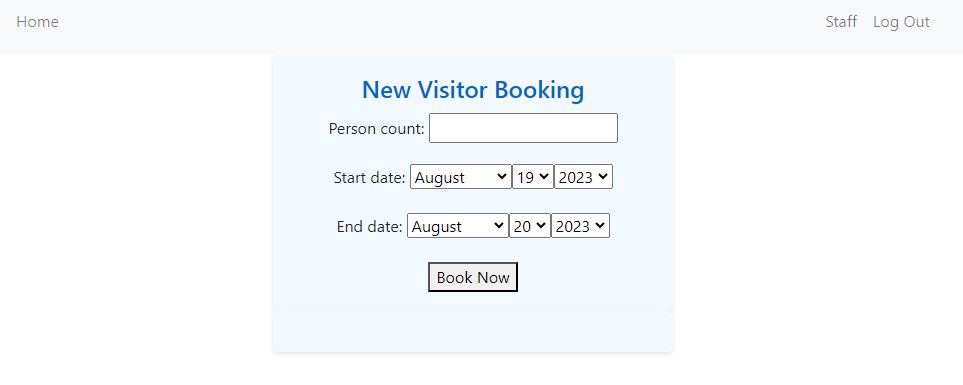 Home Staff Log Out
New Visitor Booking
Person count:
Start date: August 19 2023
End date: August 20 2023
Book Now